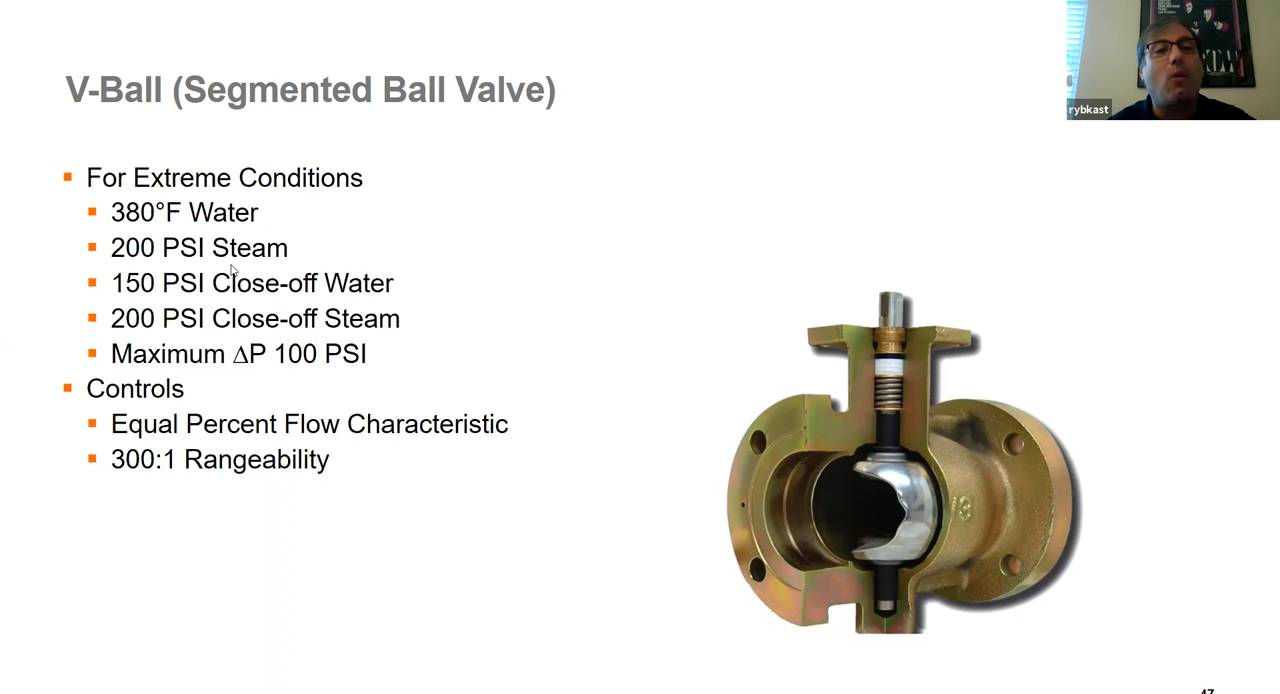 V-Ball (Segmented Ball Valve)
For Extreme Conditions
380°F Water
200 PSI Steam
150 PSI Close-off Water
200 PSI Close-off Steam
Maximum ΔP 100 PSI
Controls
Equal Percent Flow Characteristic
300:1 Rangeability
rybkast
47